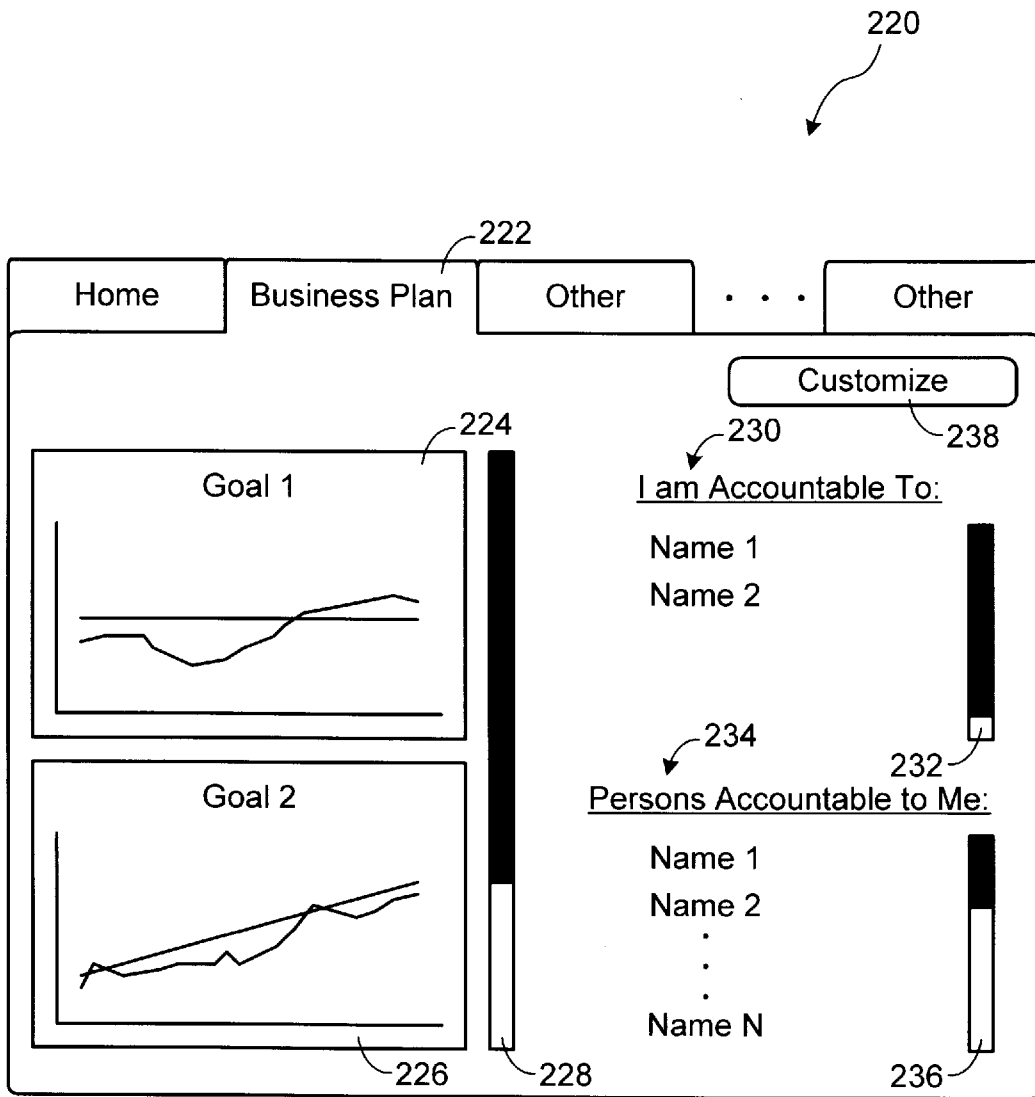 220
222
Home Business Plan Other . . . Other
Customize
224 230 238
Goal 1
I am Accountable To:
Name 1
Name 2
234
232
Goal 2
Persons Accountable to Me:
Name 1
Name 2
.
.
.
Name N
226 228 236